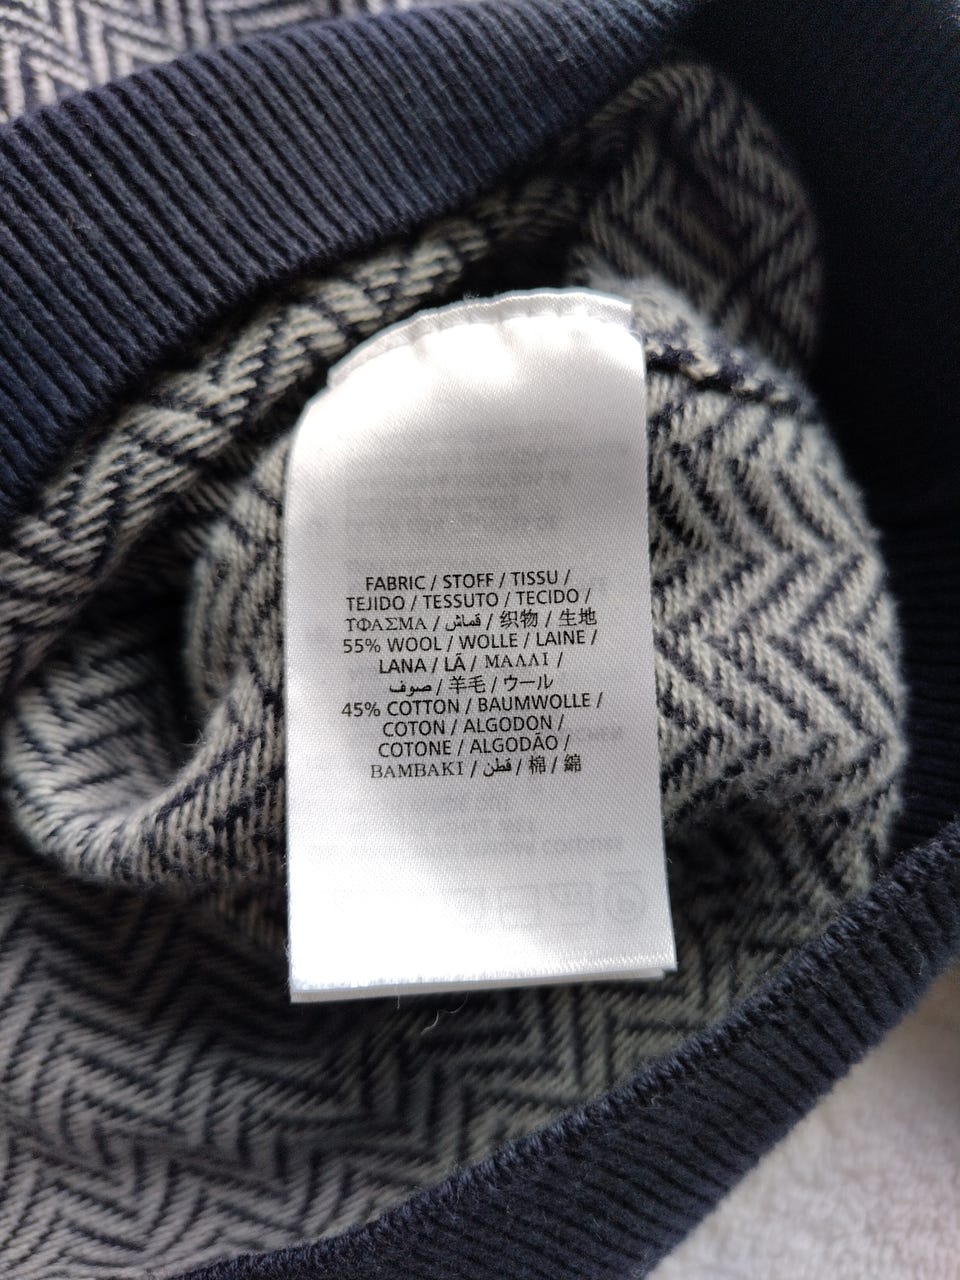 FABRIC / STOFF / TISSU /
TEJIDO / TESSUTO / TECIDO /
ΤΦΑΣΜΑ / قماش / 织物 / 生地
55% WOOL / WOLLE / LAINE /
LANA / LÃ / ΜΑΛΛΙ /
صوف / 羊毛 / ウール
45% COTTON / BAUMWOLLE /
COTON / ALGODON /
COTONE / ALGODÃO /
BAMBAKI / قطن / 棉 / 綿